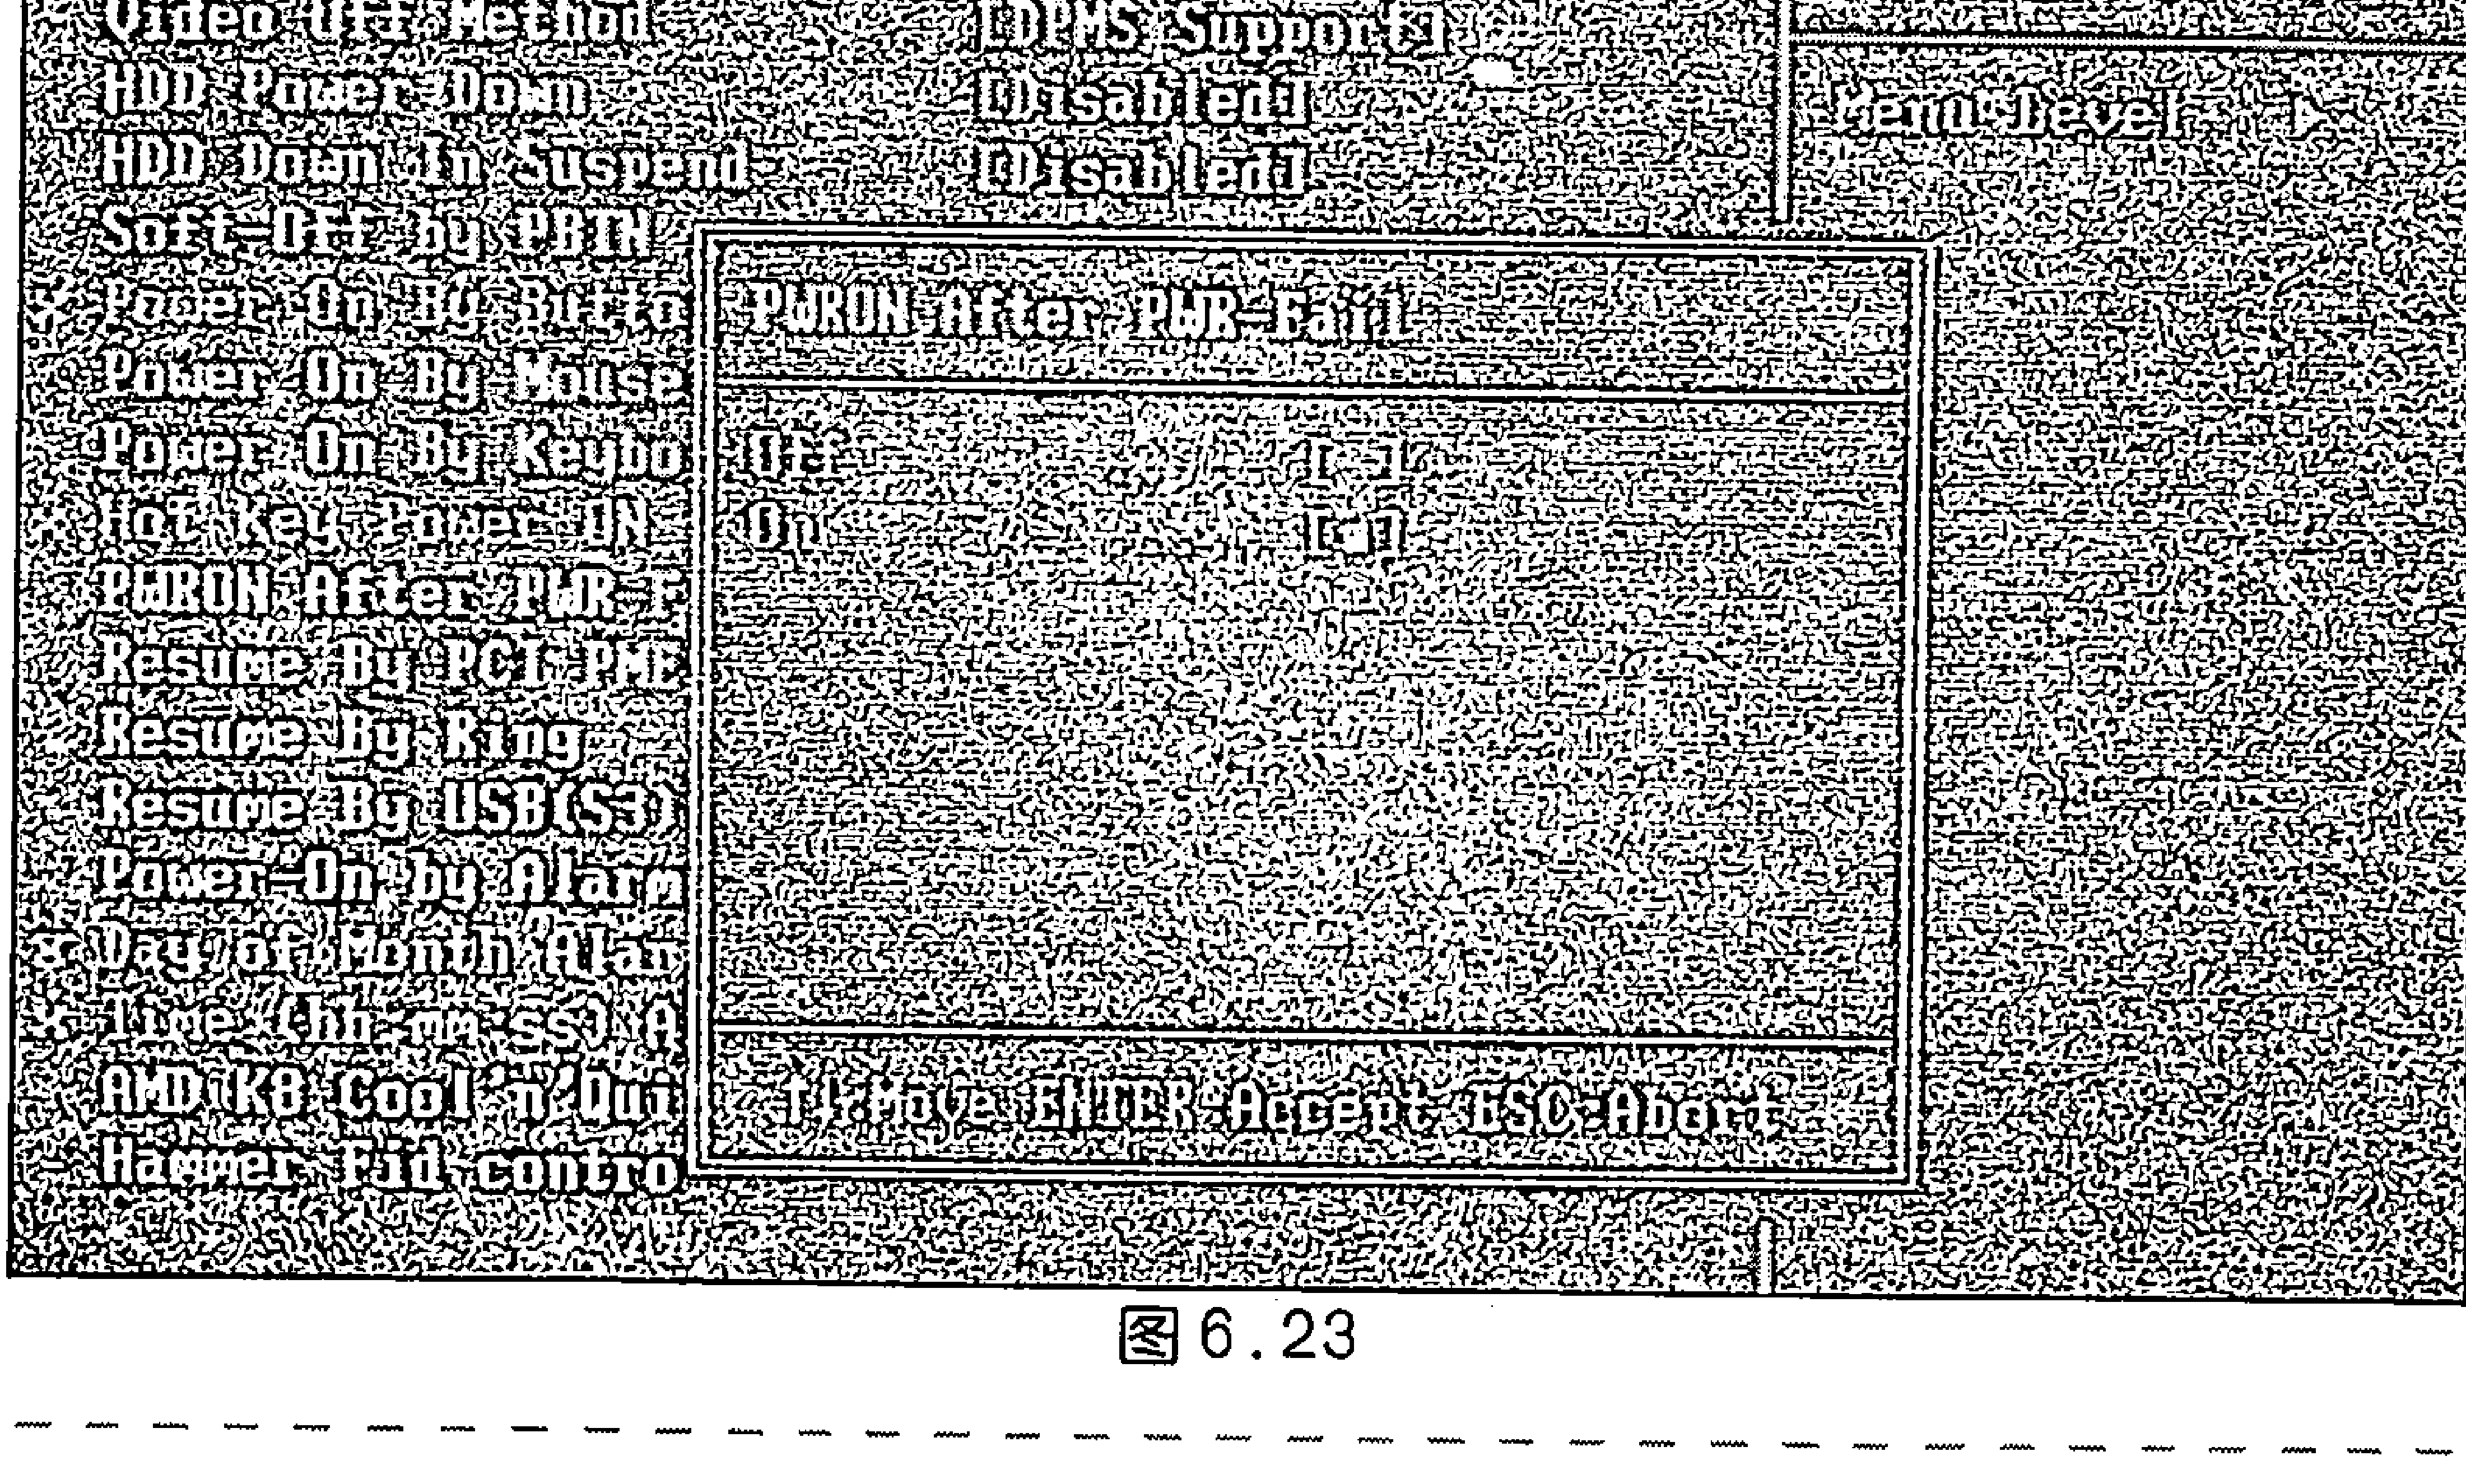 Video Off Method [DPMS Support]
HDD Power Down [Disabled]
Menu Level ▸
HDD Down In Suspend [Disabled]
Soft-Off by PBTN
x Power On By Butto
PWRON After PWR-Fail
Power On By Mouse
Power On By Keybo
Off [ ]
x Hot Key Power ON
On [■]
PWRON After PWR-F
Resume By PCI PME
Resume By Ring
Resume By USB(S3)
Power-On by Alarm
x Day of Month Alar
x Time (hh:mm:ss) A
AMD K8 Cool'n'Qui
↑↓:Move ENTER:Accept ESC:Abort
Hammer Fid contro
图6.23